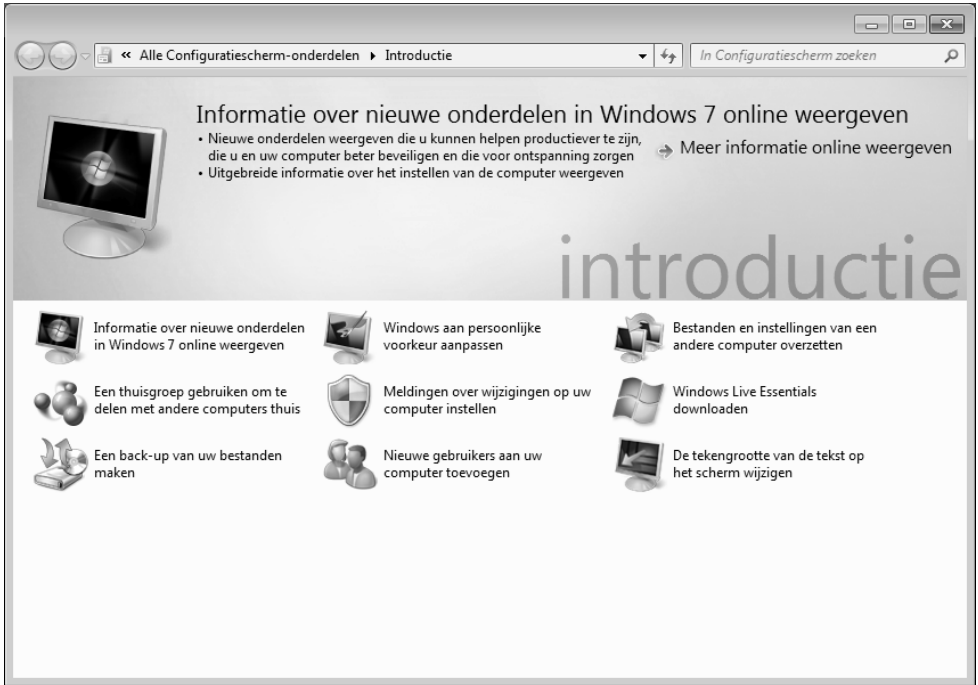 « Alle Configuratiescherm-onderdelen ▸ Introductie
In Configuratiescherm zoeken
Informatie over nieuwe onderdelen in Windows 7 online weergeven
• Nieuwe onderdelen weergeven die u kunnen helpen productiever te zijn,
die u en uw computer beter beveiligen en die voor ontspanning zorgen
• Uitgebreide informatie over het instellen van de computer weergeven
Meer informatie online weergeven
introductie
Informatie over nieuwe onderdelen
in Windows 7 online weergeven
Windows aan persoonlijke
voorkeur aanpassen
Bestanden en instellingen van een
andere computer overzetten
Een thuisgroep gebruiken om te
delen met andere computers thuis
Meldingen over wijzigingen op uw
computer instellen
Windows Live Essentials
downloaden
Een back-up van uw bestanden
maken
Nieuwe gebruikers aan uw
computer toevoegen
De tekengrootte van de tekst op
het scherm wijzigen